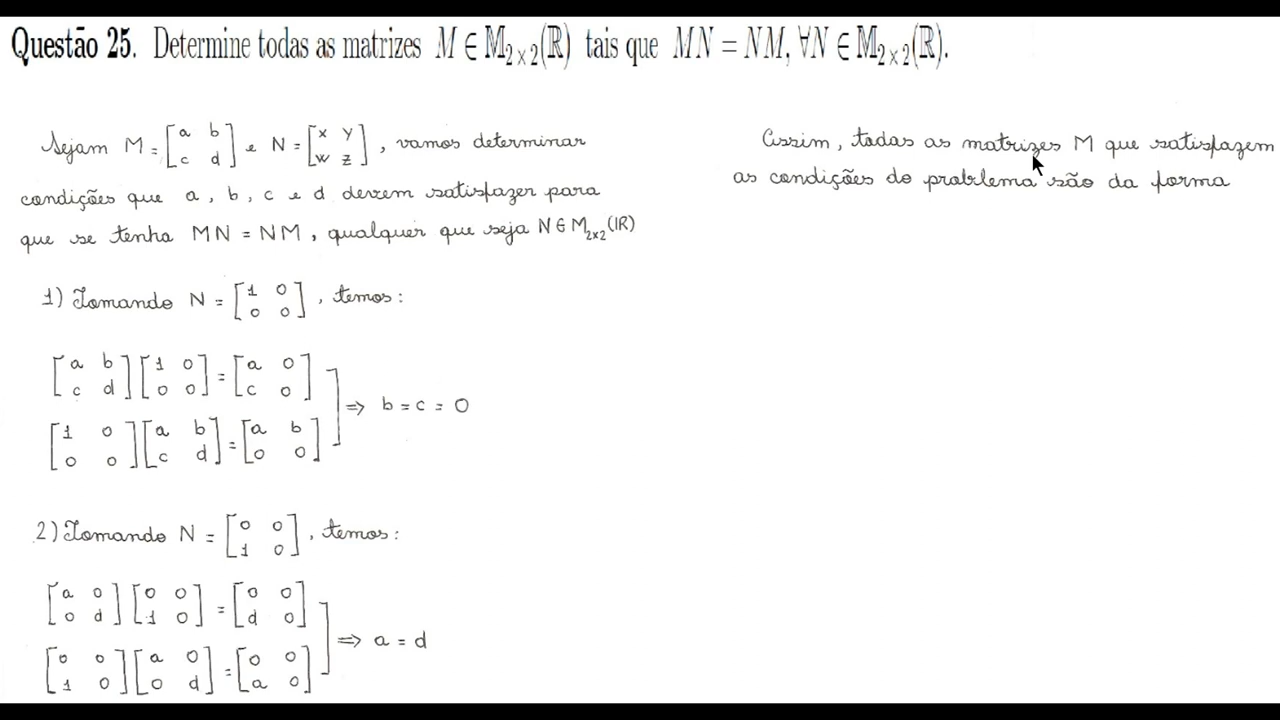 Questão 25. Determine todas as matrizes M ∈ 𝕄₂ₓ₂(ℝ) tais que MN = NM, ∀N ∈ 𝕄₂ₓ₂(ℝ).
Sejam M = [a b; c d] e N = [x y; w z], vamos determinar
condições que a, b, c e d devem satisfazer para
que se tenha MN = NM, qualquer que seja N ∈ M₂ₓ₂(IR)
1) Tomando N = [1 0; 0 0], temos:
[a b; c d][1 0; 0 0] = [a 0; c 0]
⇒ b = c = 0
[1 0; 0 0][a b; c d] = [a b; 0 0]
2) Tomando N = [0 0; 1 0], temos:
[a 0; 0 d][0 0; 1 0] = [0 0; d 0]
⇒ a = d
[0 0; 1 0][a 0; 0 d] = [0 0; a 0]
Assim, todas as matrizes M que satisfazem
as condições do problema são da forma